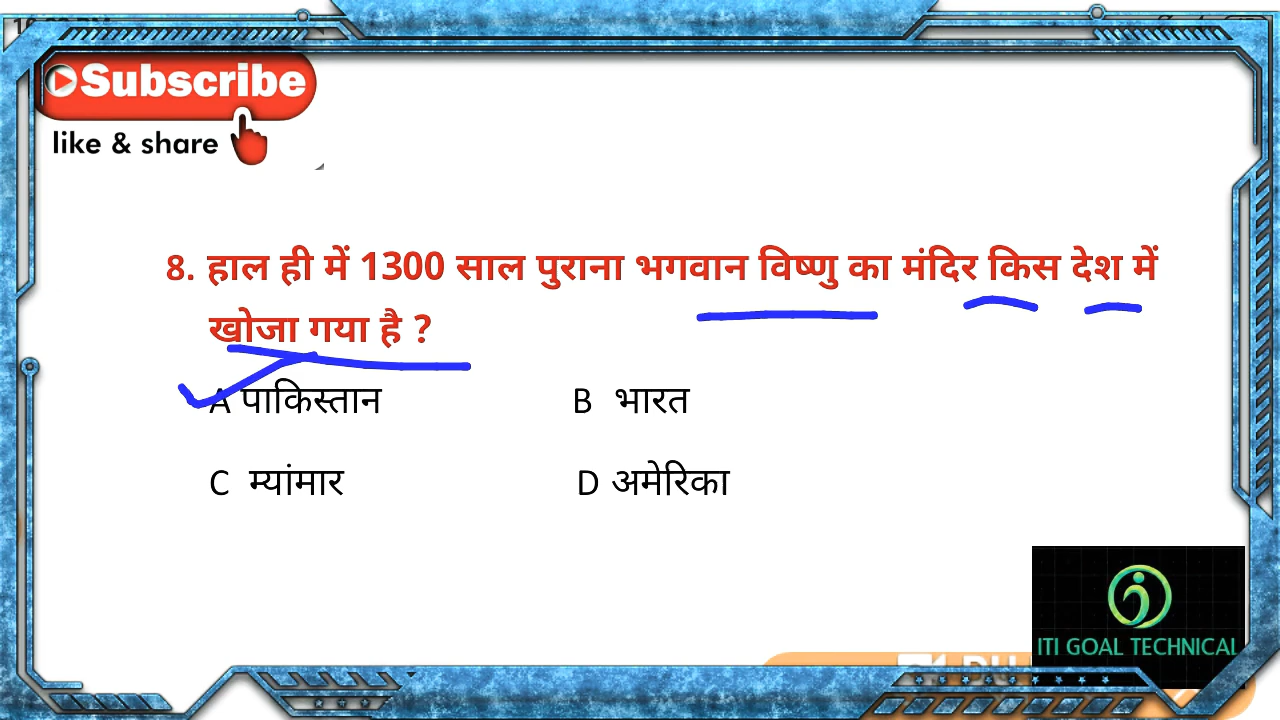 Subscribe
like & share
8. हाल ही में 1300 साल पुराना भगवान विष्णु का मंदिर किस देश में
खोजा गया है ?
A पाकिस्तान B भारत
C म्यांमार D अमेरिका
ITI GOAL TECHNICAL